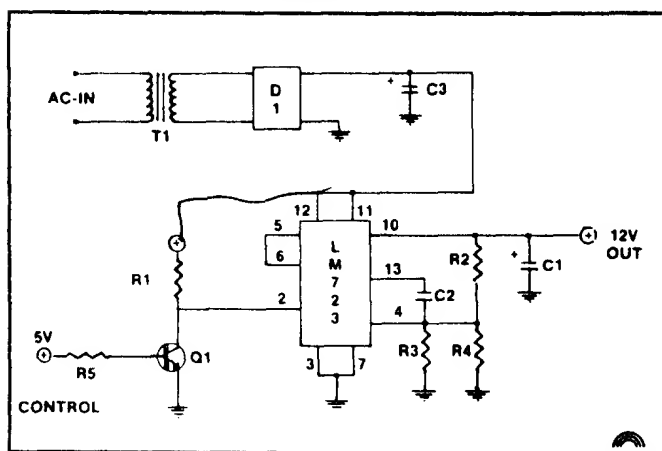 AC-IN
T1
D
1
+
C3
12
11
5
6
10
L
M
7
2
3
13
2
4
3
7
R1
+
R2
+
C1
+
12V
OUT
C2
R3
R4
5V
+
R5
Q1
CONTROL